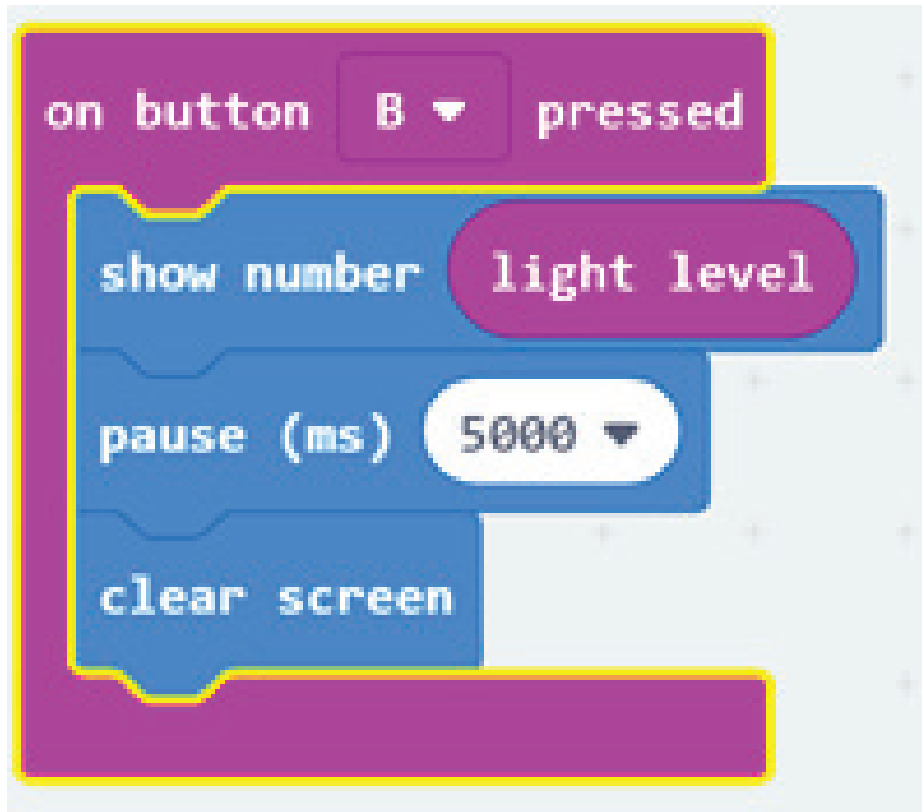 on button B pressed
show number light level
pause (ms) 5000
clear screen